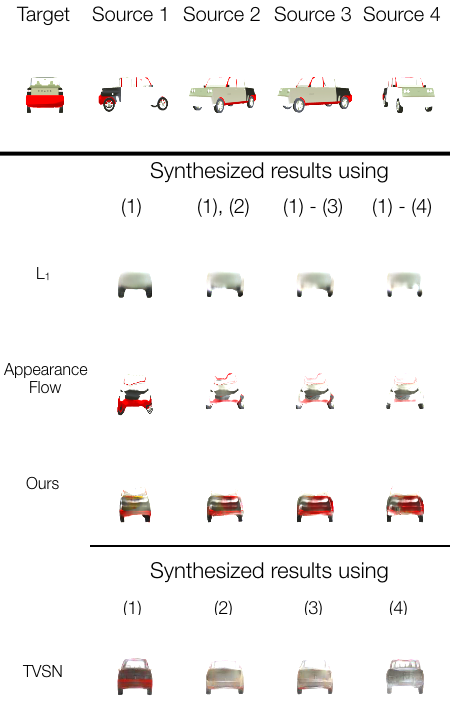 Target Source 1 Source 2 Source 3 Source 4
Synthesized results using
(1) (1), (2) (1) - (3) (1) - (4)
L₁
Appearance
Flow
Ours
Synthesized results using
(1) (2) (3) (4)
TVSN